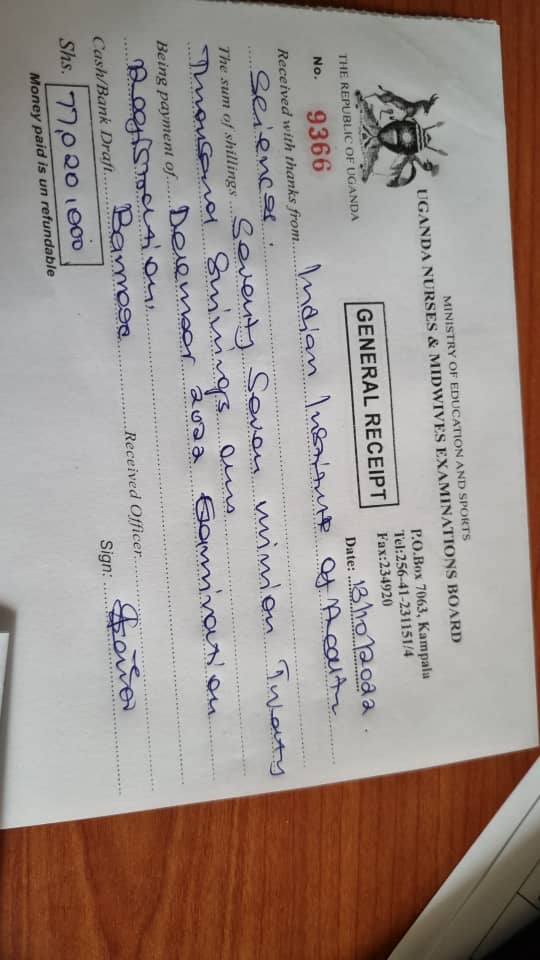 MINISTRY OF EDUCATION AND SPORTS
UGANDA NURSES & MIDWIVES EXAMINATIONS BOARD
P.O.Box 7063, Kampala
Tel:256-41-231151/4
Fax:234920
THE REPUBLIC OF UGANDA
GENERAL RECEIPT
No. 9366
Date: 13/10/2022.
Received with thanks from Indian Institute of Health
Sciences.
The sum of shillings Seventy Seven million Twenty
Thousand Shillings only
Being payment of December 2022 Examination
Registration,
Cash/Bank Draft Received Officer
Sign:
Shs. 77,020,000
Money paid is un refundable